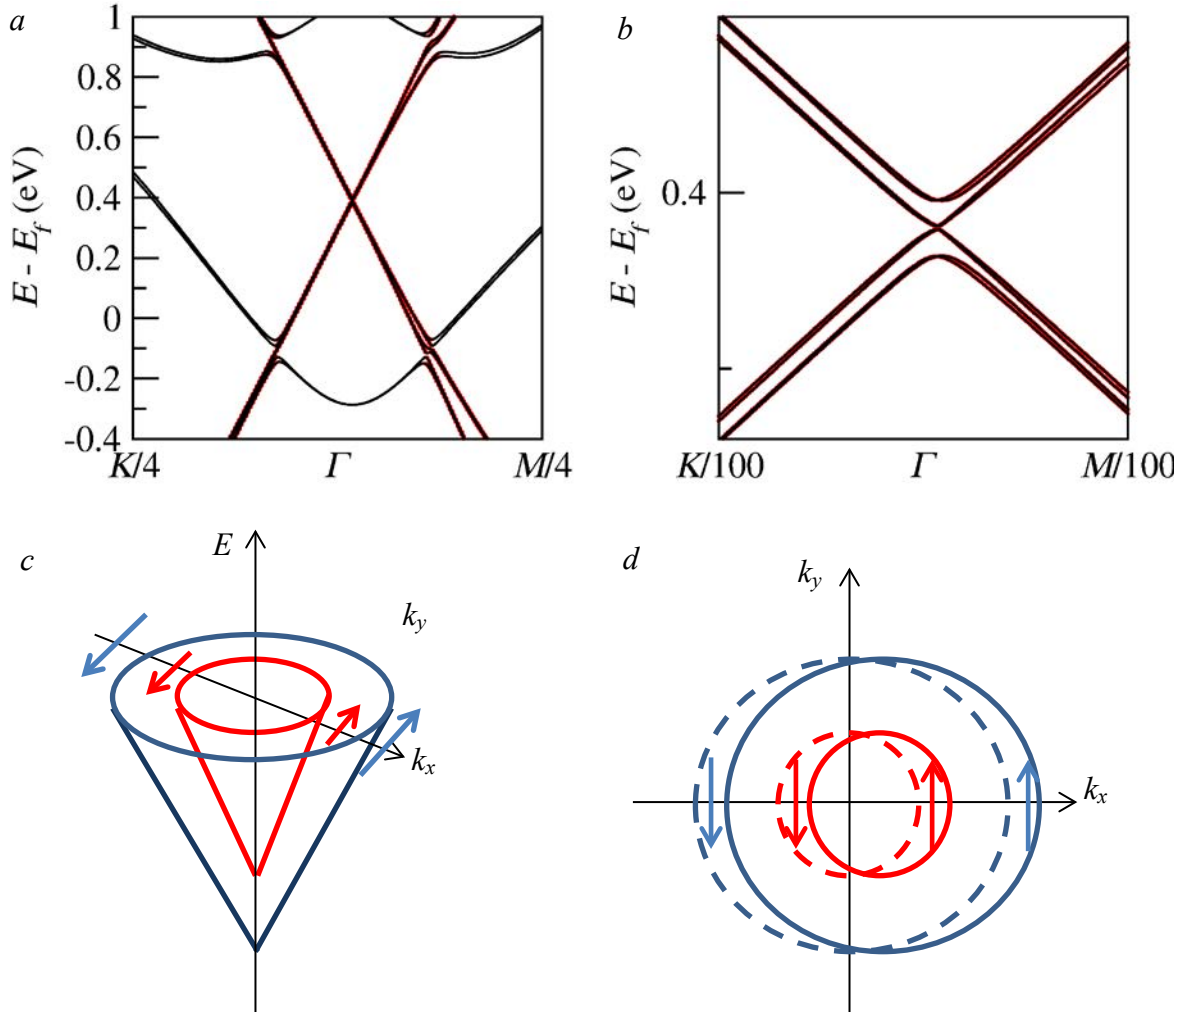 a
1
0.8
0.6
0.4
0.2
0
-0.2
-0.4
E - E_f (eV)
K/4
Γ
M/4
b
0.4
E - E_f (eV)
K/100
Γ
M/100
c
E
k_y
k_x
d
k_y
k_x